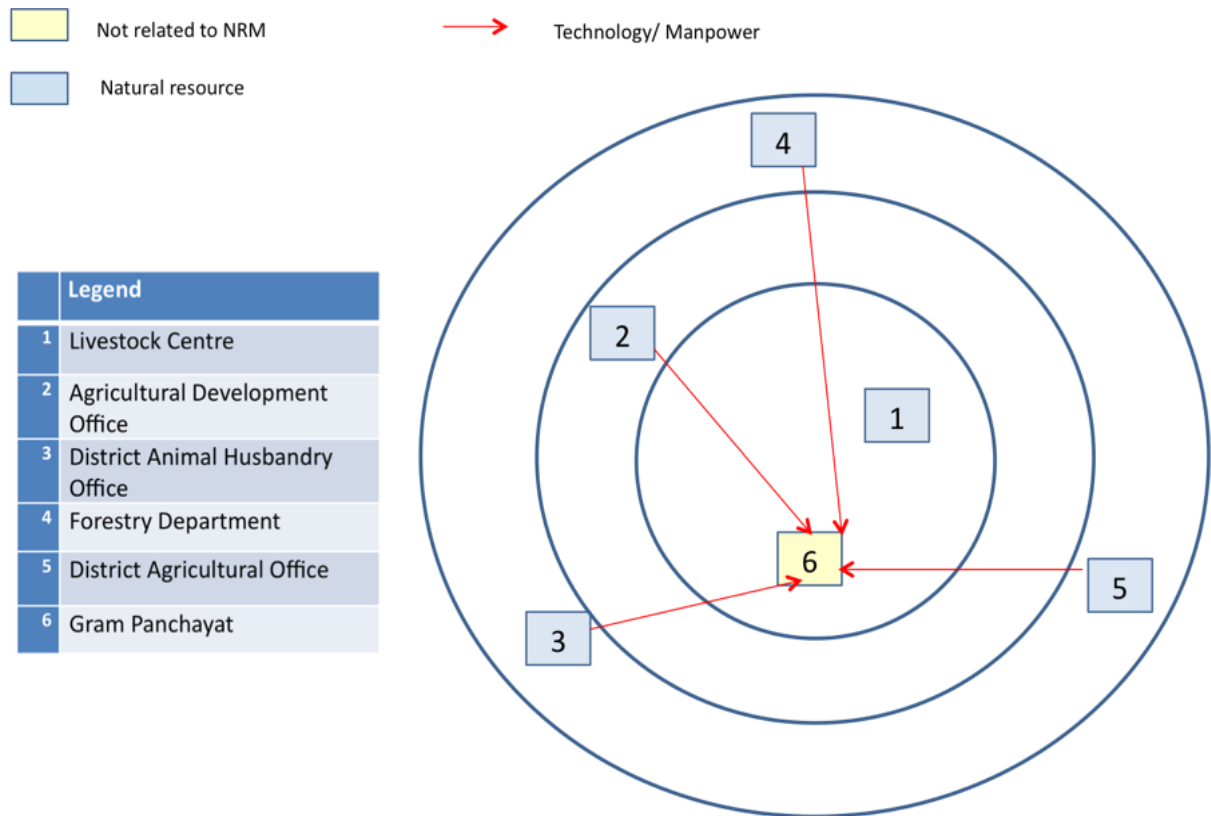 Not related to NRM
Technology/ Manpower
Natural resource
Legend
1 Livestock Centre
2 Agricultural Development
Office
3 District Animal Husbandry
Office
4 Forestry Department
5 District Agricultural Office
6 Gram Panchayat
4
2
1
6
5
3